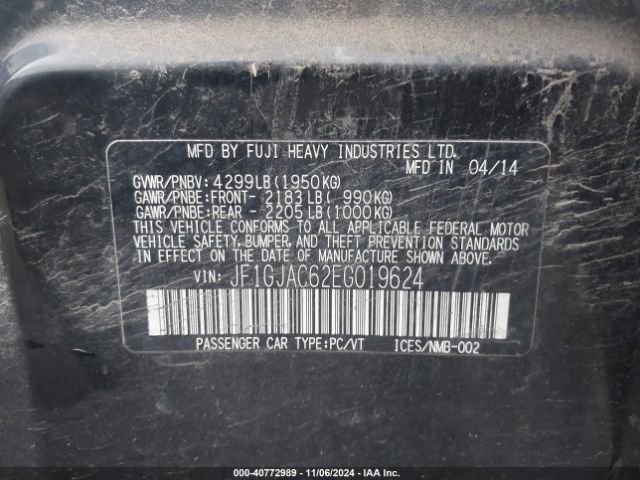 MFD BY FUJI HEAVY INDUSTRIES LTD.
MFD IN 04/14
GVWR/PNBV:4299LB(1950KG)
GAWR/PNBE:FRONT- 2183LB( 990KG)
GAWR/PNBE:REAR - 2205LB(1000KG)
THIS VEHICLE CONFORMS TO ALL APPLICABLE FEDERAL MOTOR
VEHICLE SAFETY, BUMPER, AND THEFT PREVENTION STANDARDS
IN EFFECT ON THE DATE OF MANUFACTURE SHOWN ABOVE.
VIN: JF1GJAC62EG019624
PASSENGER CAR TYPE:PC/VT ICES/NMB-002
000-40772989 - 11/06/2024 - IAA Inc.